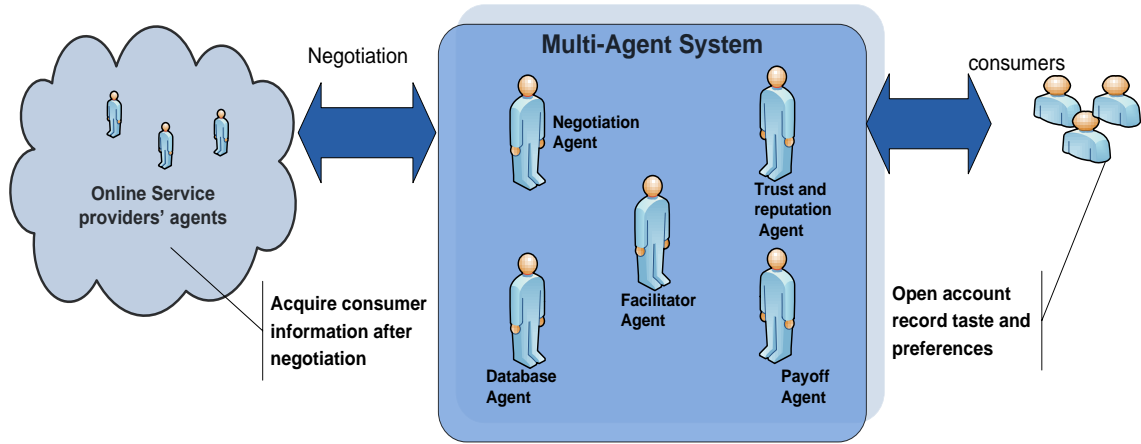 Negotiation
Online Service
providers' agents
Acquire consumer
information after
negotiation
Multi-Agent System
Negotiation
Agent
Trust and
reputation
Agent
Facilitator
Agent
Database
Agent
Payoff
Agent
consumers
Open account
record taste and
preferences